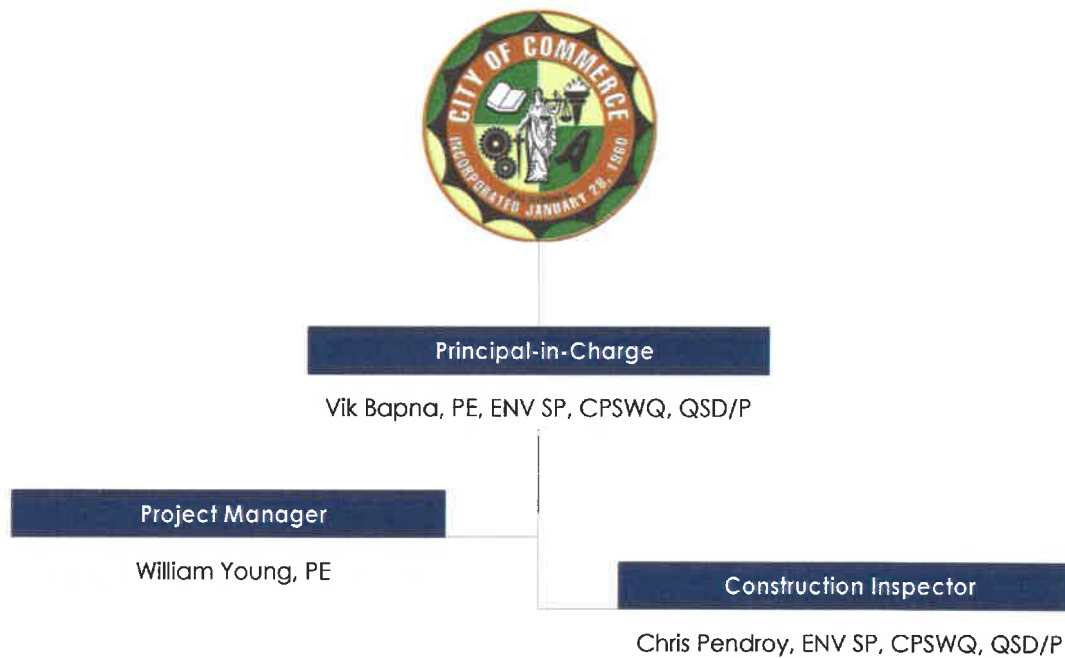 CITY OF COMMERCE
INCORPORATED JANUARY 28, 1960
Principal-in-Charge
Vik Bapna, PE, ENV SP, CPSWQ, QSD/P
Project Manager
William Young, PE
Construction Inspector
Chris Pendroy, ENV SP, CPSWQ, QSD/P